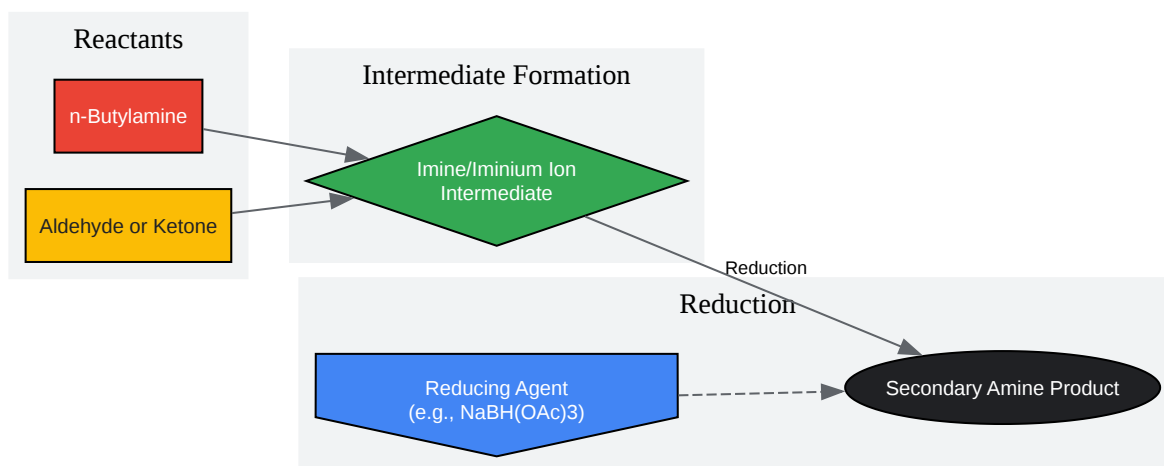 Reactants
n-Butylamine
Aldehyde or Ketone
Intermediate Formation
Imine/Iminium Ion
Intermediate
Reduction
Reduction
Reducing Agent
(e.g., NaBH(OAc)3)
Secondary Amine Product